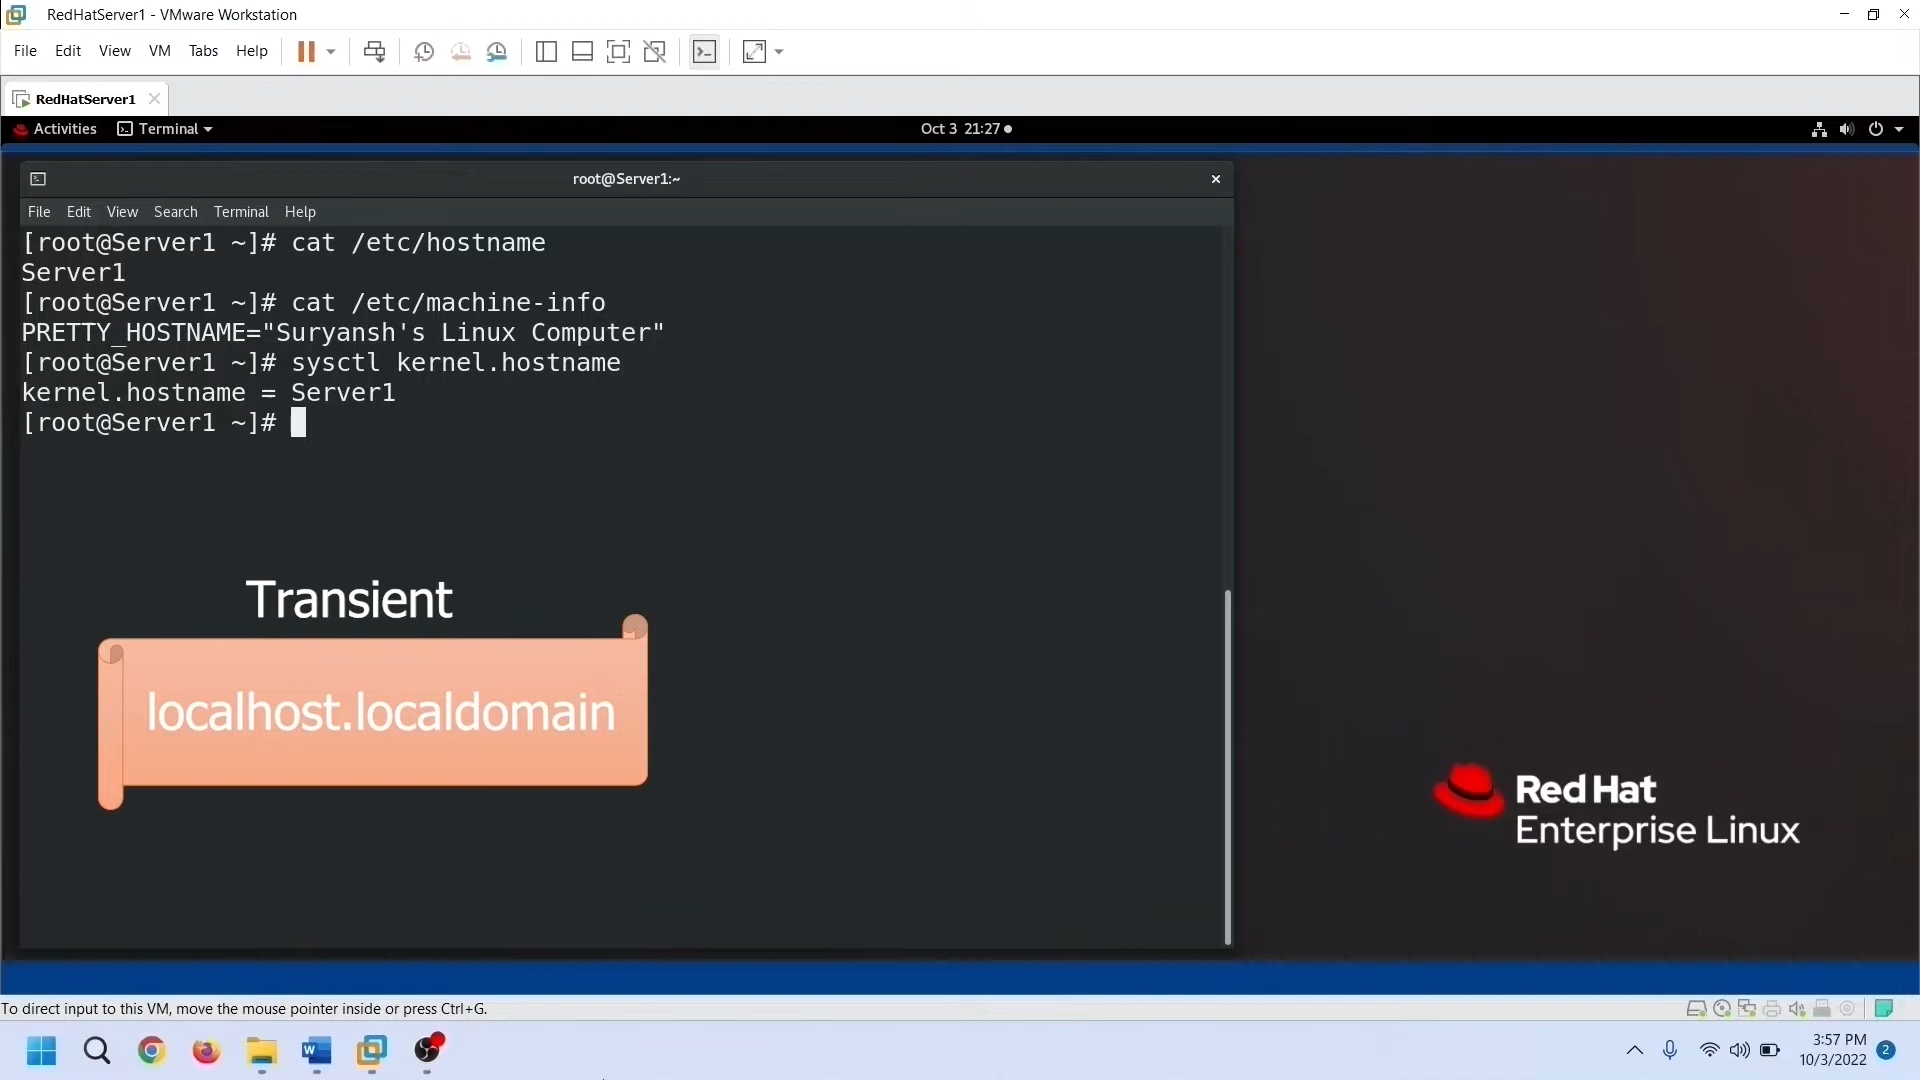 RedHatServer1 - VMware Workstation
File Edit View VM Tabs Help
RedHatServer1
Activities Terminal Oct 3 21:27
root@Server1:~
File Edit View Search Terminal Help
[root@Server1 ~]# cat /etc/hostname
Server1
[root@Server1 ~]# cat /etc/machine-info
PRETTY_HOSTNAME="Suryansh's Linux Computer"
[root@Server1 ~]# sysctl kernel.hostname
kernel.hostname = Server1
[root@Server1 ~]#
Transient
localhost.localdomain
Red Hat
Enterprise Linux
To direct input to this VM, move the mouse pointer inside or press Ctrl+G.
3:57 PM
10/3/2022
2